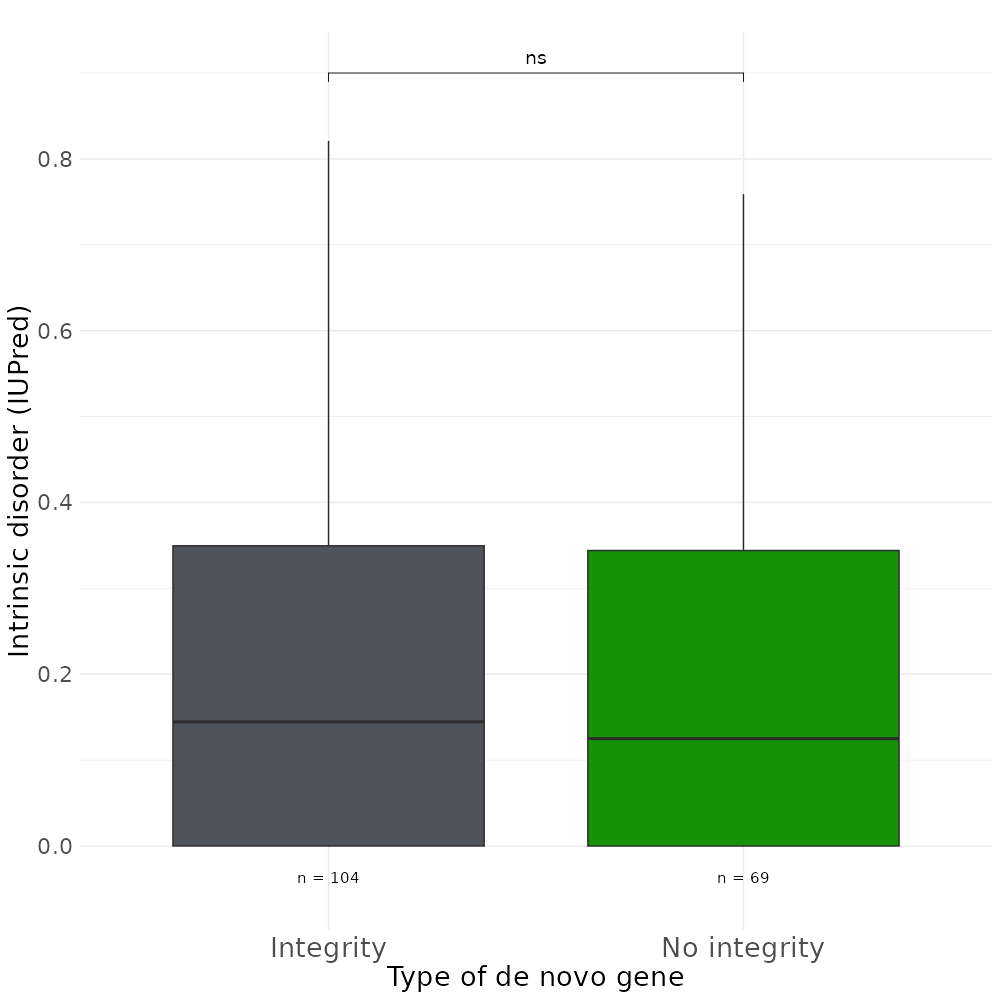 ns
0.8
0.6
0.4
0.2
0.0
Intrinsic disorder (IUPred)
n = 104
n = 69
Integrity
No integrity
Type of de novo gene